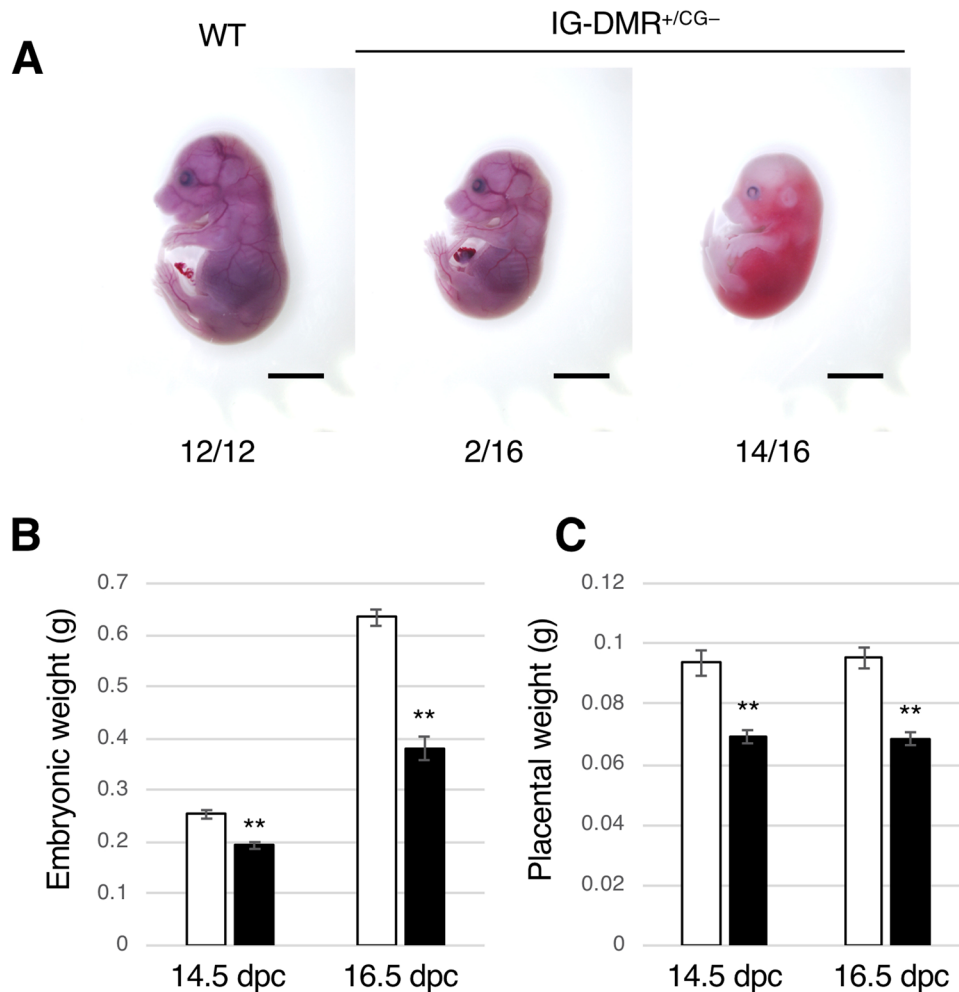 A
WT
IG-DMR+/CG–
12/12
2/16
14/16
B
Embryonic weight (g)
0.7
0.6
0.5
0.4
0.3
0.2
0.1
0
**
**
14.5 dpc
16.5 dpc
C
Placental weight (g)
0.12
0.1
0.08
0.06
0.04
0.02
0
**
**
14.5 dpc
16.5 dpc